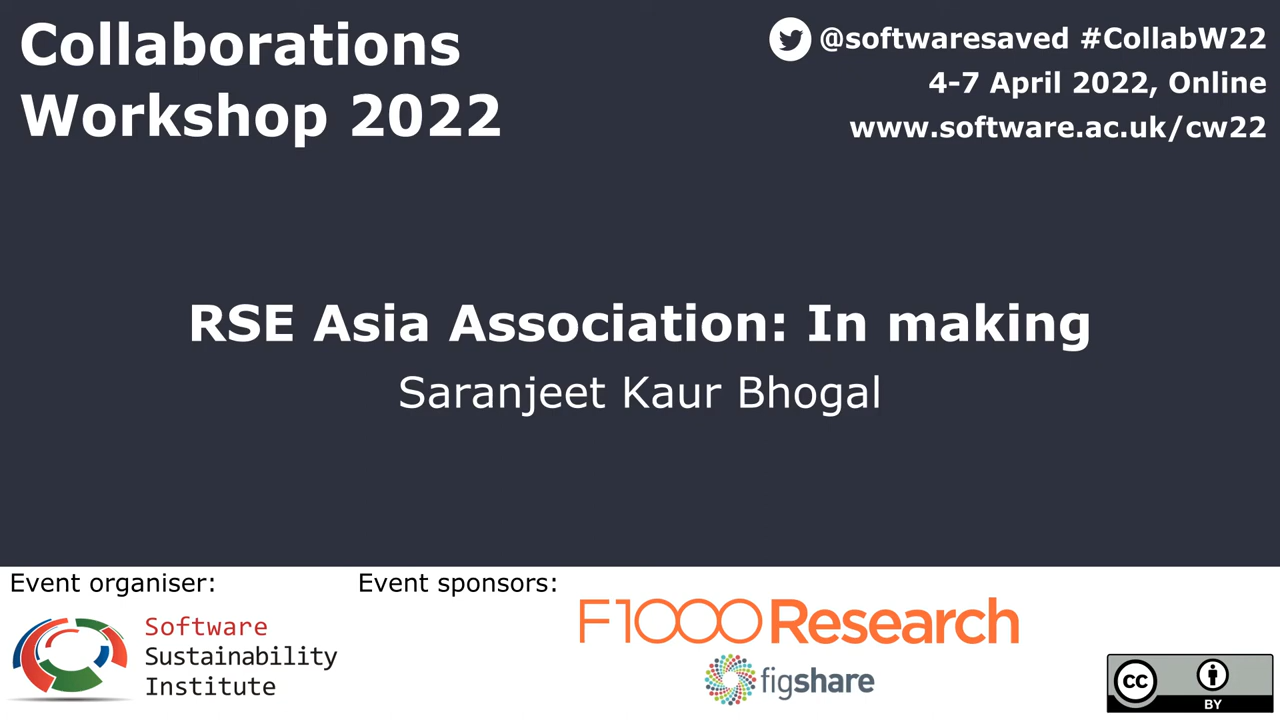 Collaborations
Workshop 2022
@softwaresaved #CollabW22
4-7 April 2022, Online
www.software.ac.uk/cw22
RSE Asia Association: In making
Saranjeet Kaur Bhogal
Event organiser:
Software
Sustainability
Institute
Event sponsors:
F1000Research
figshare
cc
BY